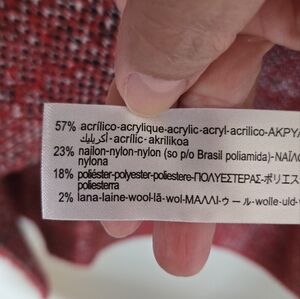 57% acrílico-acrylique-acrylic-acryl-acrilico-ΑΚΡΥΛ
أكريليك-acrílic-akrilikoa
23% nailon-nylon-nylon (so p/o Brasil poliamida)-ΝΑΪΛΟ
nylona
18% poliéster-polyester-poliestere-ΠΟΛΥΕΣΤΕΡΑΣ-ポリエス
poliesterra
2% lana-laine-wool-lã-wol-ΜΑΛΛΙ-ウール-wolle-uld-w